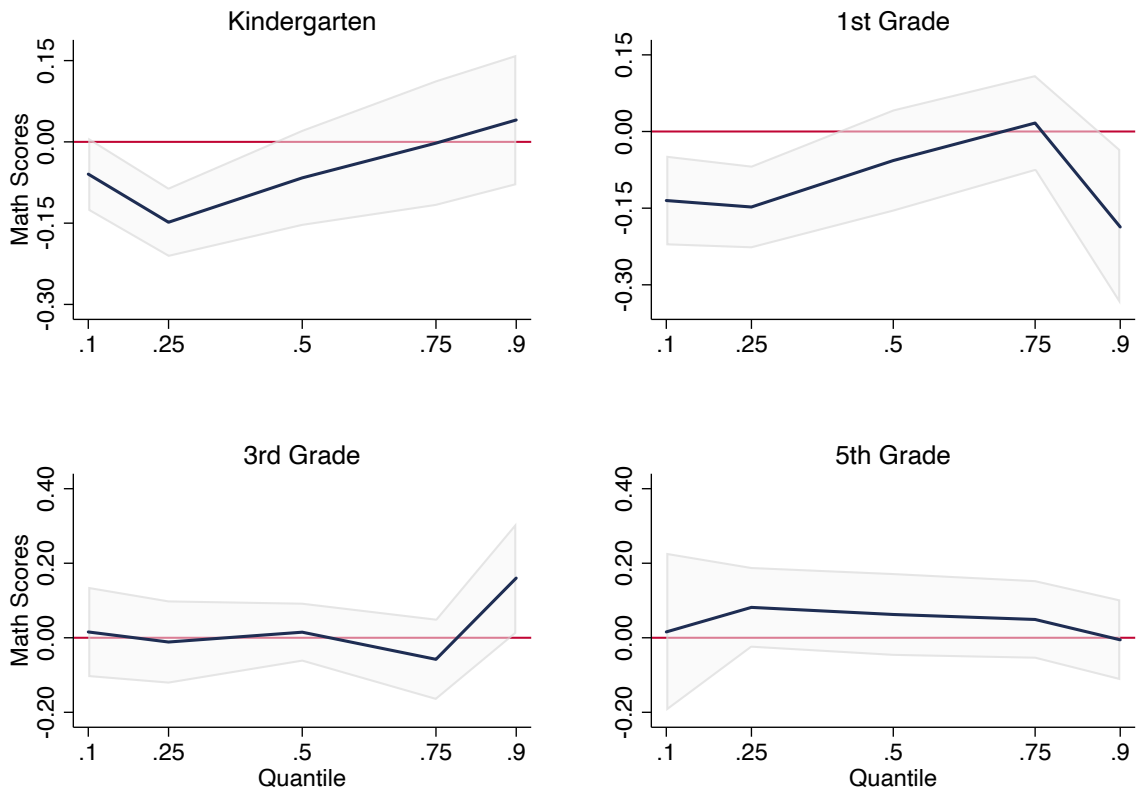 Kindergarten
Math Scores
0.15
0.00
-0.15
-0.30
.1 .25 .5 .75 .9
1st Grade
0.15
0.00
-0.15
-0.30
.1 .25 .5 .75 .9
3rd Grade
Math Scores
0.40
0.20
0.00
-0.20
.1 .25 .5 .75 .9
Quantile
5th Grade
0.40
0.20
0.00
-0.20
.1 .25 .5 .75 .9
Quantile